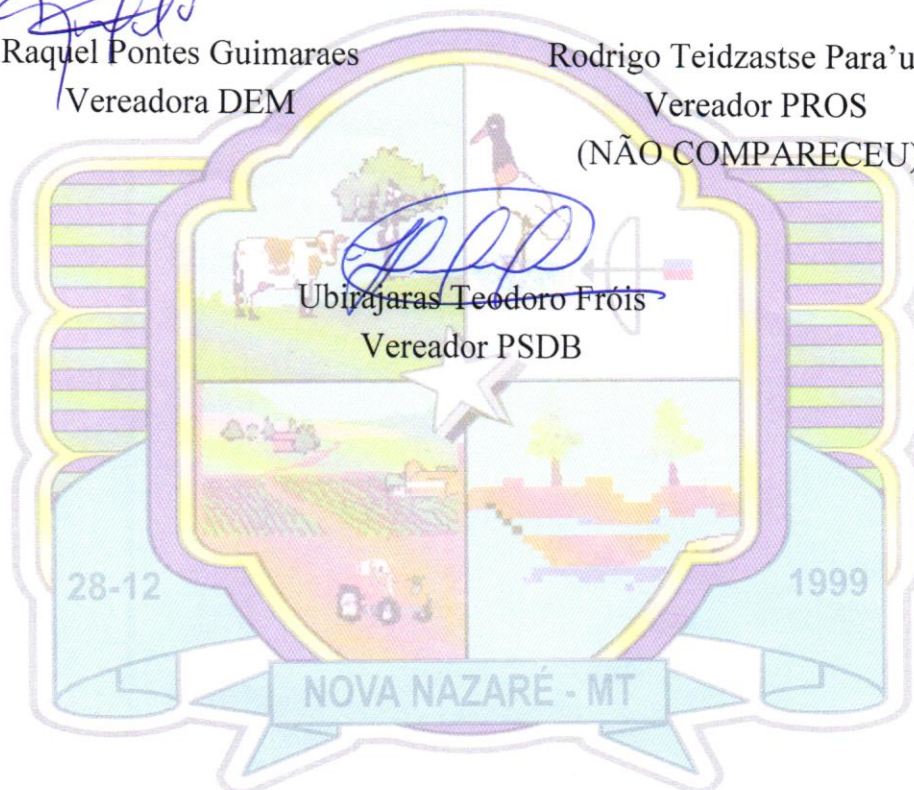 Raquel Pontes Guimaraes
Vereadora DEM
Rodrigo Teidzastse Para'u
Vereador PROS
(NÃO COMPARECEU)
Ubirajaras Teodoro Fróis
Vereador PSDB
28-12
1999
NOVA NAZARÉ - MT